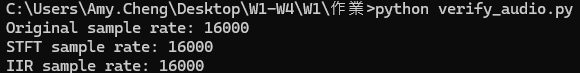 C:\Users\Amy.Cheng\Desktop\W1-W4\W1\作業>python verify_audio.py
Original sample rate: 16000
STFT sample rate: 16000
IIR sample rate: 16000